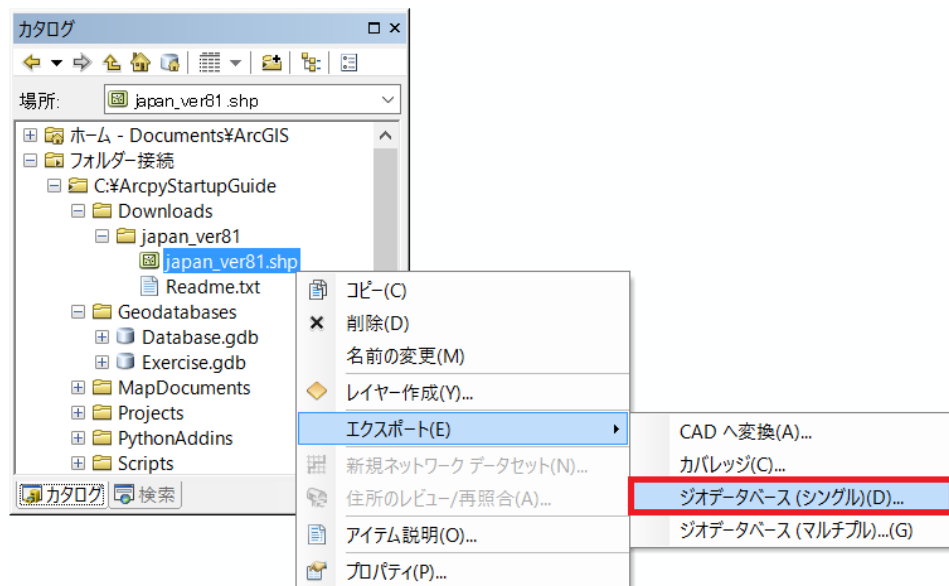 カタログ
場所: japan_ver81.shp
ホーム - Documents¥ArcGIS
フォルダー接続
C:¥ArcpyStartupGuide
Downloads
japan_ver81
japan_ver81.shp
Readme.txt
Geodatabases
Database.gdb
Exercise.gdb
MapDocuments
Projects
PythonAddins
Scripts
カタログ 検索
コピー(C)
削除(D)
名前の変更(M)
レイヤー作成(Y)...
エクスポート(E)
新規ネットワーク データセット(N)...
住所のレビュー/再照合(A)...
アイテム説明(O)...
プロパティ(P)...
CAD へ変換(A)...
カバレッジ(C)...
ジオデータベース (シングル)(D)...
ジオデータベース (マルチプル)...(G)